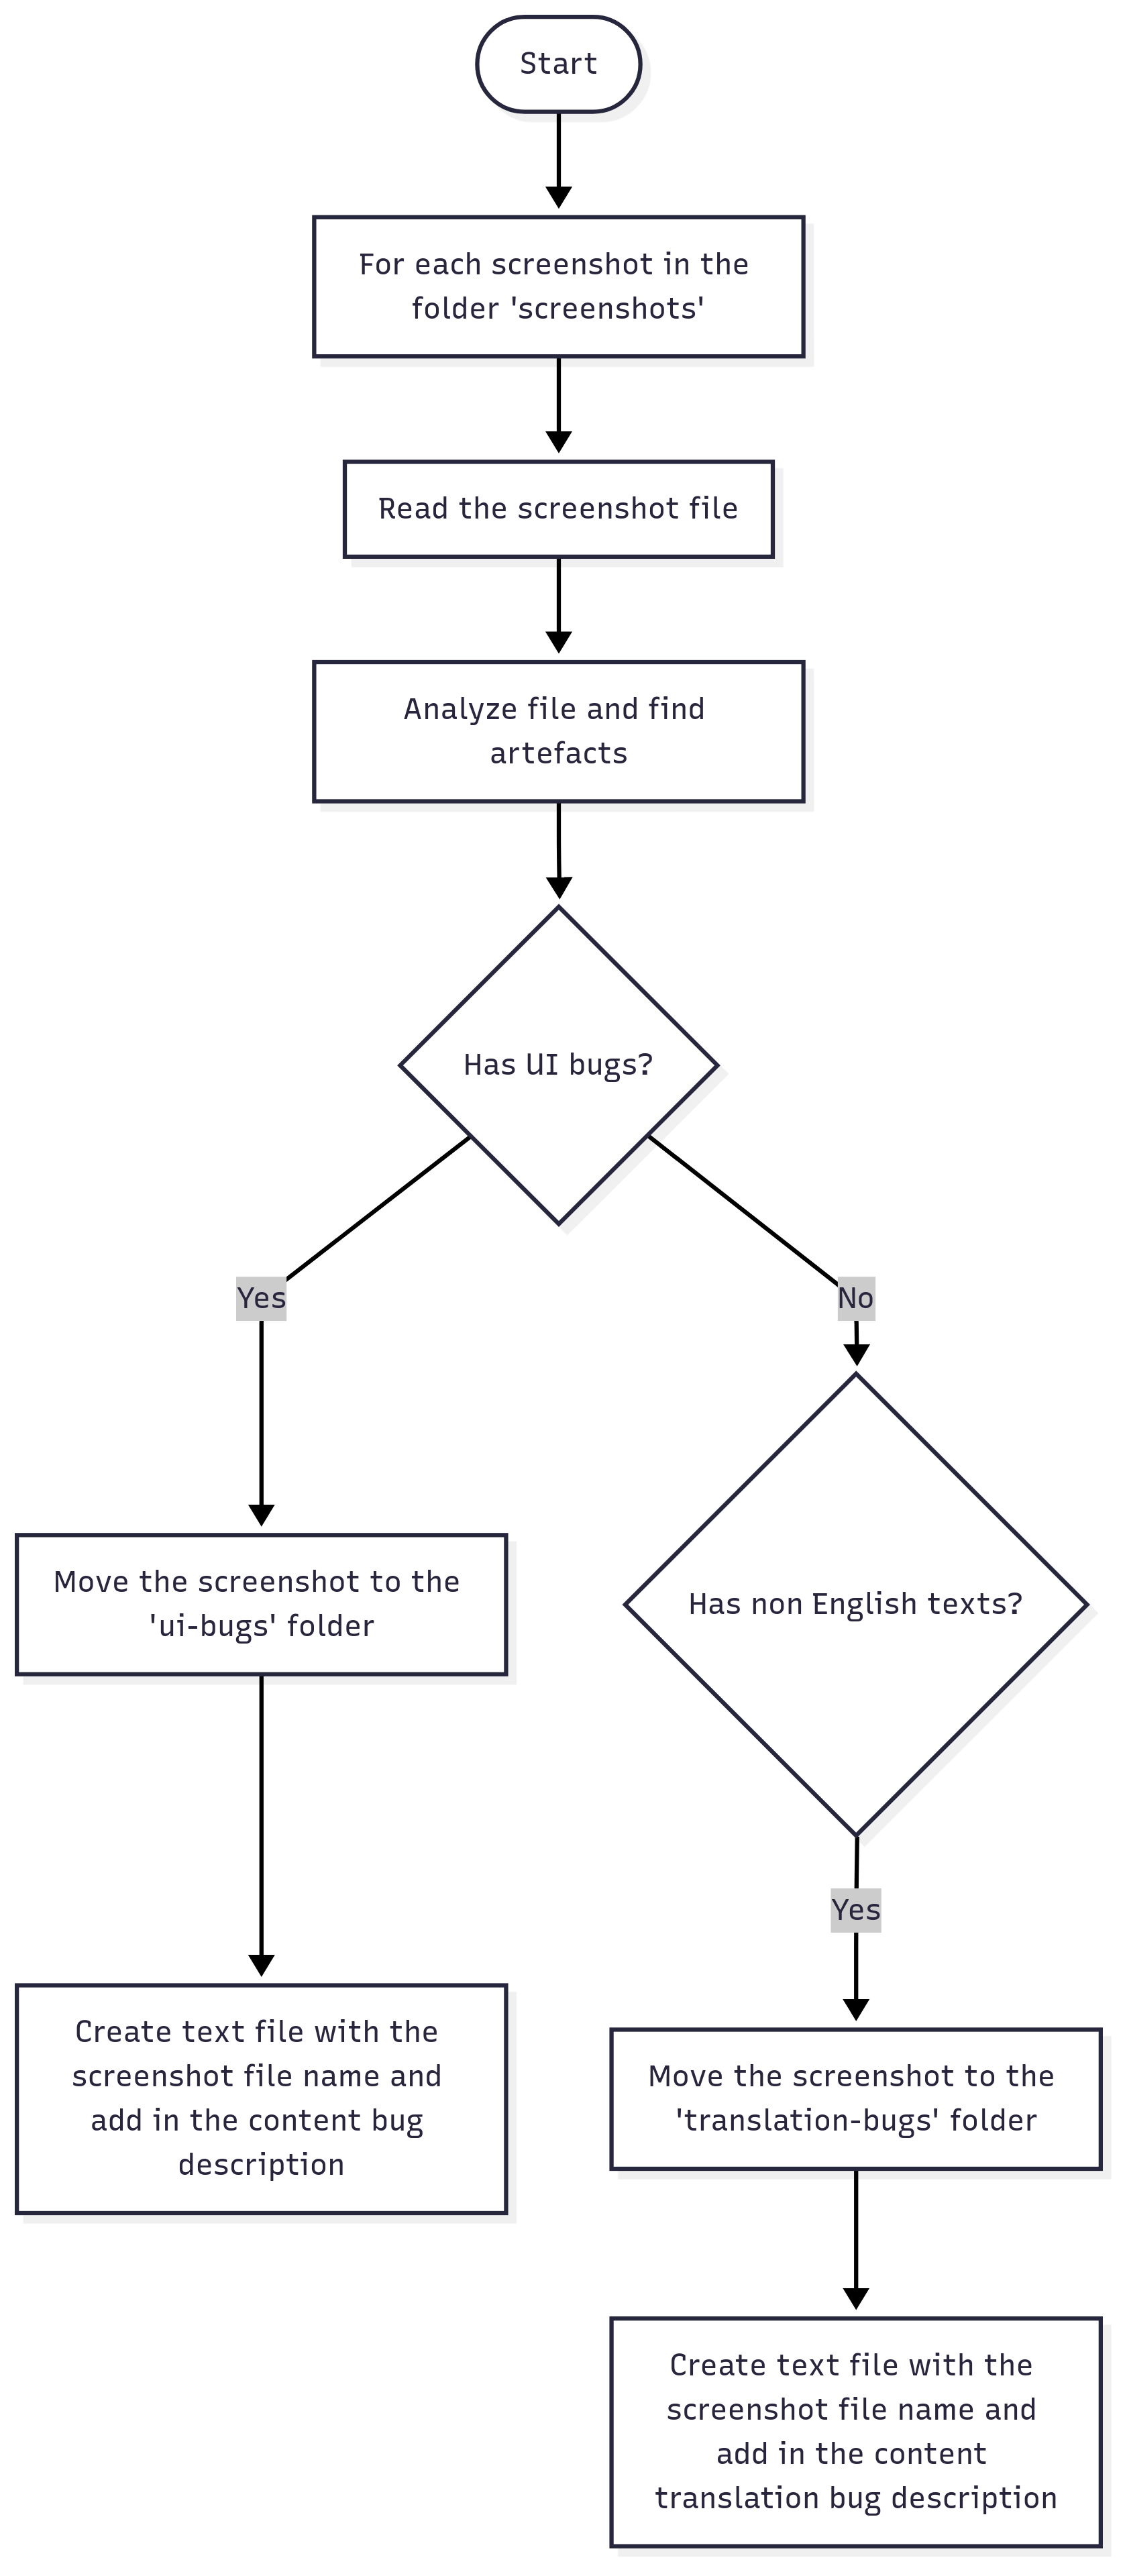 Start
For each screenshot in the
folder 'screenshots'
Read the screenshot file
Analyze file and find
artefacts
Has UI bugs?
Yes
No
Move the screenshot to the
'ui-bugs' folder
Has non English texts?
Yes
Create text file with the
screenshot file name and
add in the content bug
description
Move the screenshot to the
'translation-bugs' folder
Create text file with the
screenshot file name and
add in the content
translation bug description